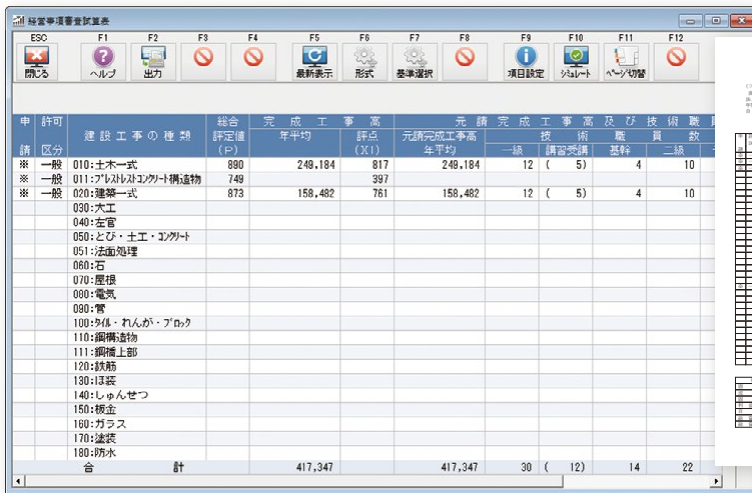 経営事項審査試算表
ESC F1 F2 F3 F4 F5 F6 F7 F8 F9 F10 F11 F12
閉じる ヘルプ 出力 最新表示 形式 基準選択 項目設定 シミュレート ページ切替
申 許可 総合 完成工事高 元請完成工事高及び技術職員
建設工事の種類 評定値 年平均 評点 元請完成工事高 技術職員数
請 区分 (P) (X1) 年平均 一級 講習受講 基幹 二級
※ 一般 010:土木一式 890 249,184 817 249,184 12 ( 5) 4 10
※ 一般 011:プレストレストコンクリート構造物 749 397
※ 一般 020:建築一式 873 158,482 761 158,482 12 ( 5) 4 10
030:大工
040:左官
050:とび・土工・コンクリート
051:法面処理
060:石
070:屋根
080:電気
090:管
100:タイル・れんが・ブロック
110:鋼構造物
111:鋼橋上部
120:鉄筋
130:ほ装
140:しゅんせつ
150:板金
160:ガラス
170:塗装
180:防水
合計 417,347 417,347 30 ( 12) 14 22